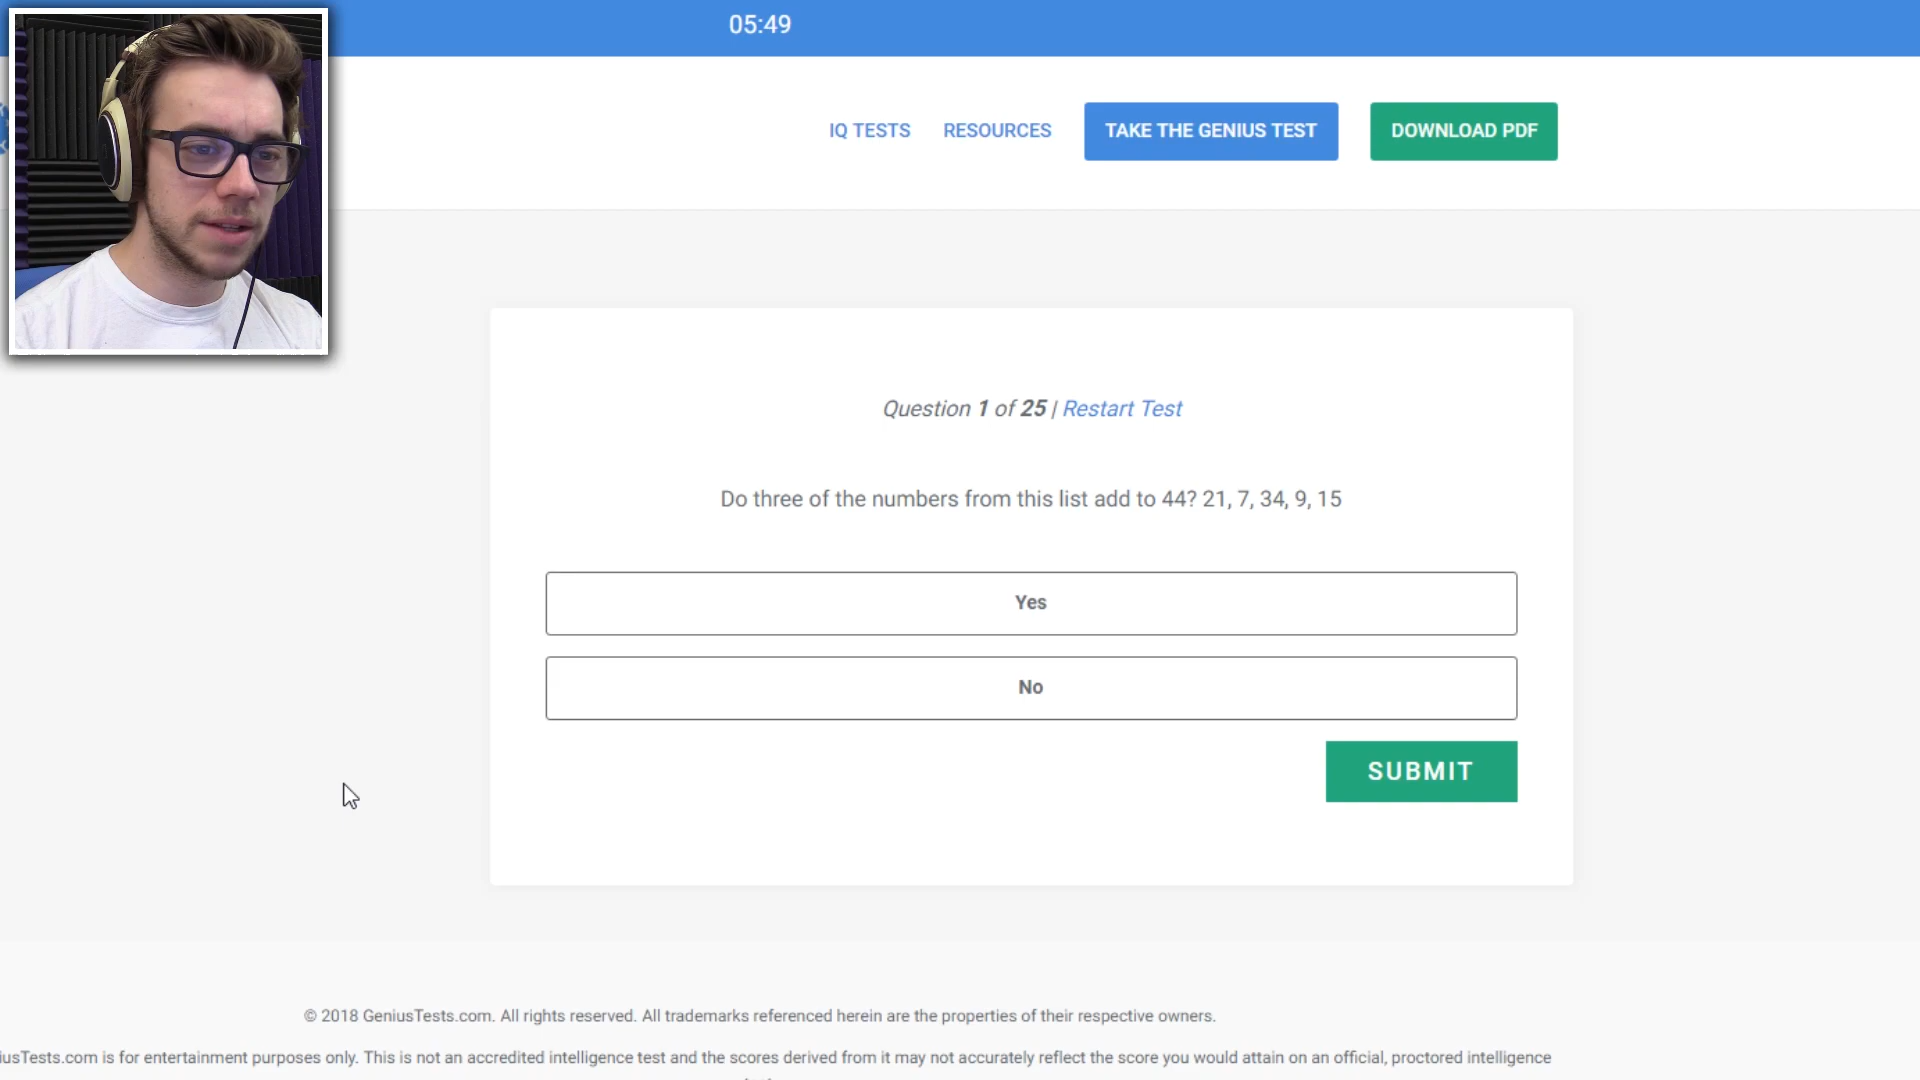 05:49
IQ TESTS
RESOURCES
TAKE THE GENIUS TEST
DOWNLOAD PDF
Question 1 of 25 | Restart Test
Do three of the numbers from this list add to 44? 21, 7, 34, 9, 15
Yes
No
SUBMIT
© 2018 GeniusTests.com. All rights reserved. All trademarks referenced herein are the properties of their respective owners.
iusTests.com is for entertainment purposes only. This is not an accredited intelligence test and the scores derived from it may not accurately reflect the score you would attain on an official, proctored intelligence